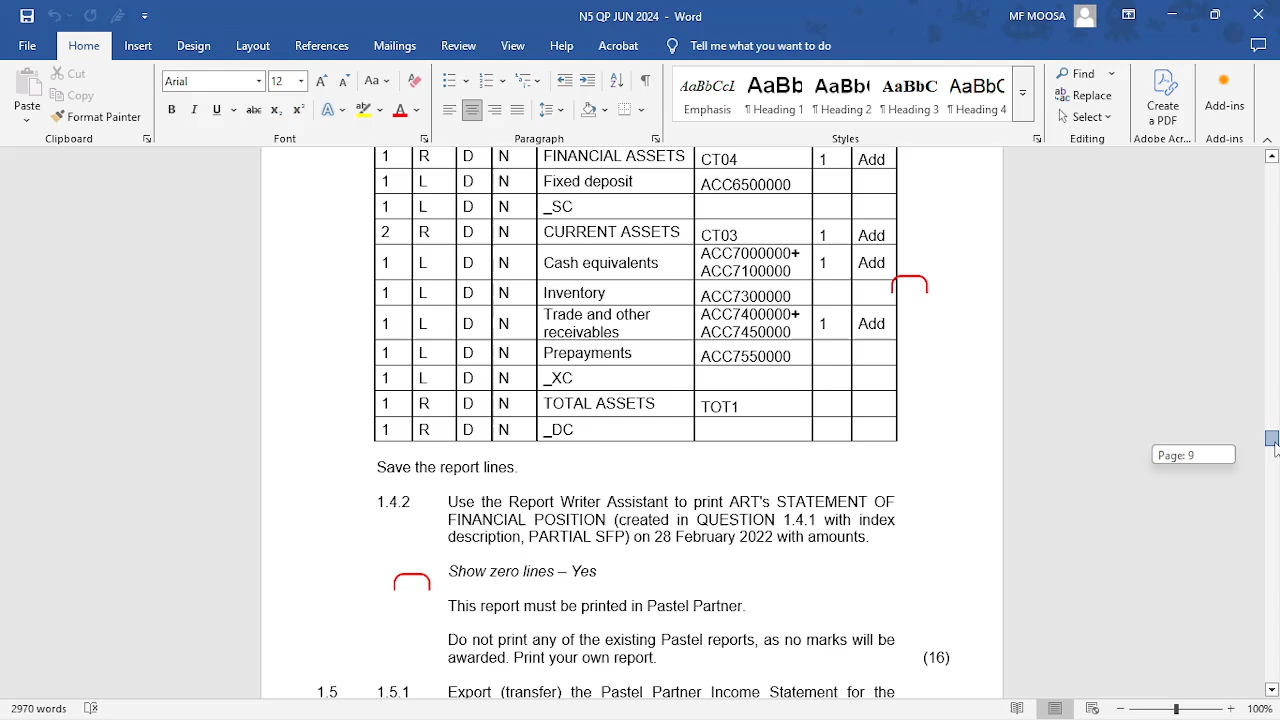 N5 QP JUN 2024 - Word
MF MOOSA
File Home Insert Design Layout References Mailings Review View Help Acrobat Tell me what you want to do
Paste
Cut
Copy
Format Painter
Clipboard
Arial 12
Font
Paragraph
AaBbCcI AaBb AaBb( AaBbC AaBbC
Emphasis ¶ Heading 1 ¶ Heading 2 ¶ Heading 3 ¶ Heading 4
Styles
Find
Replace
Select
Editing
Create a PDF
Adobe Acr...
Add-ins
Add-ins
1 R D N FINANCIAL ASSETS CT04 1 Add
1 L D N Fixed deposit ACC6500000
1 L D N _SC
2 R D N CURRENT ASSETS CT03 1 Add
1 L D N Cash equivalents ACC7000000+ ACC7100000 1 Add
1 L D N Inventory ACC7300000
1 L D N Trade and other receivables ACC7400000+ ACC7450000 1 Add
1 L D N Prepayments ACC7550000
1 L D N _XC
1 R D N TOTAL ASSETS TOT1
1 R D N _DC
Save the report lines.
1.4.2 Use the Report Writer Assistant to print ART's STATEMENT OF
FINANCIAL POSITION (created in QUESTION 1.4.1 with index
description, PARTIAL SFP) on 28 February 2022 with amounts.
Show zero lines – Yes
This report must be printed in Pastel Partner.
Do not print any of the existing Pastel reports, as no marks will be
awarded. Print your own report. (16)
1.5 1.5.1 Export (transfer) the Pastel Partner Income Statement for the
Page: 9
2970 words
100%